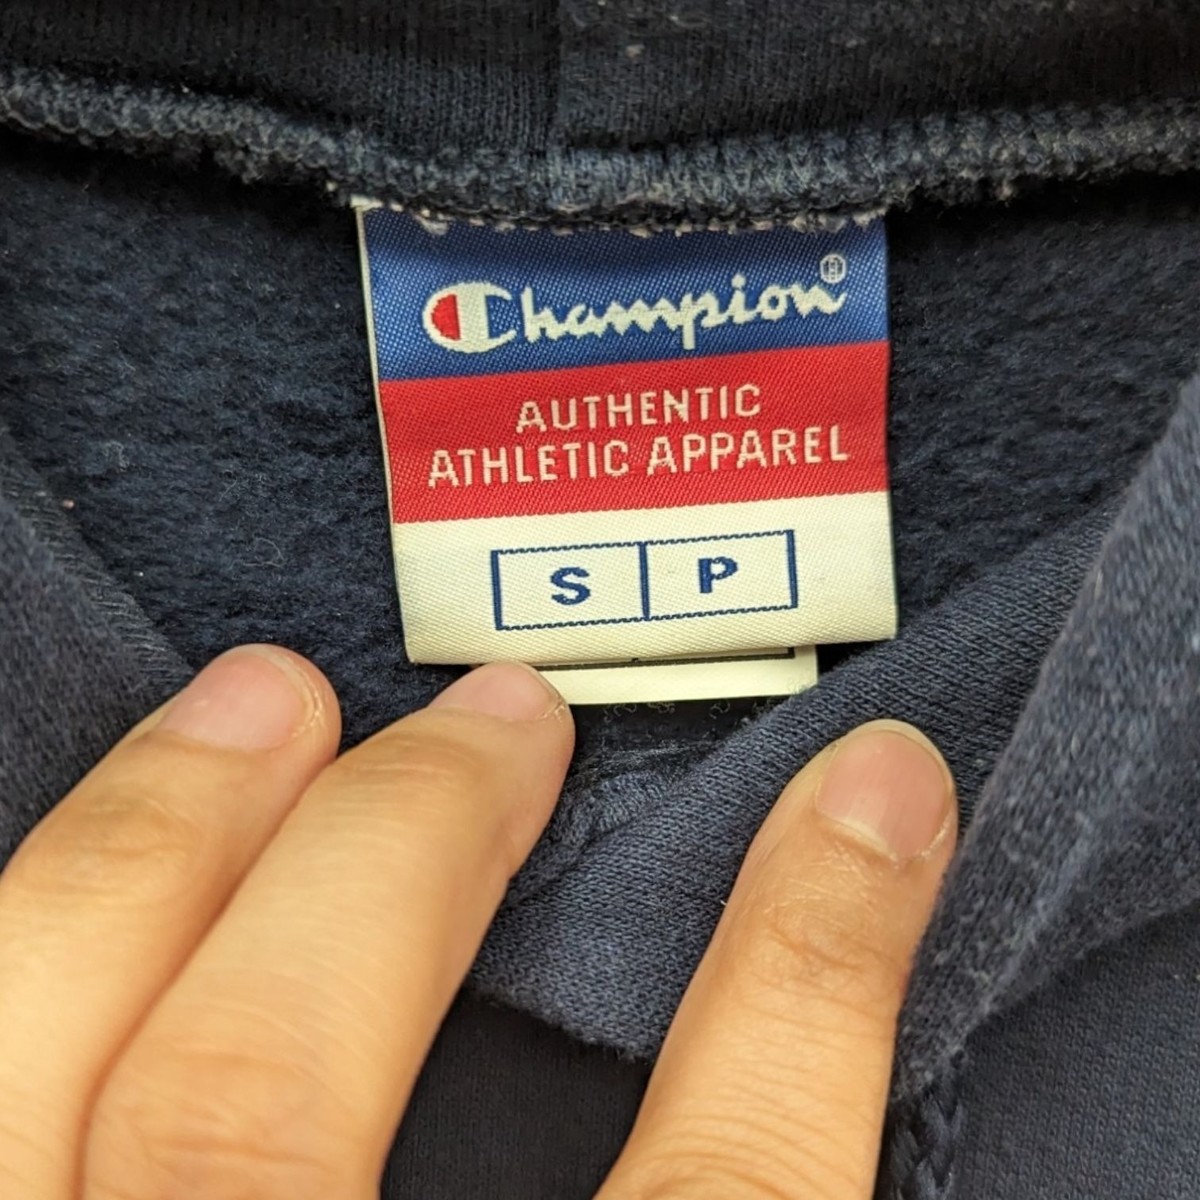 Champion®
AUTHENTIC
ATHLETIC APPAREL
S P